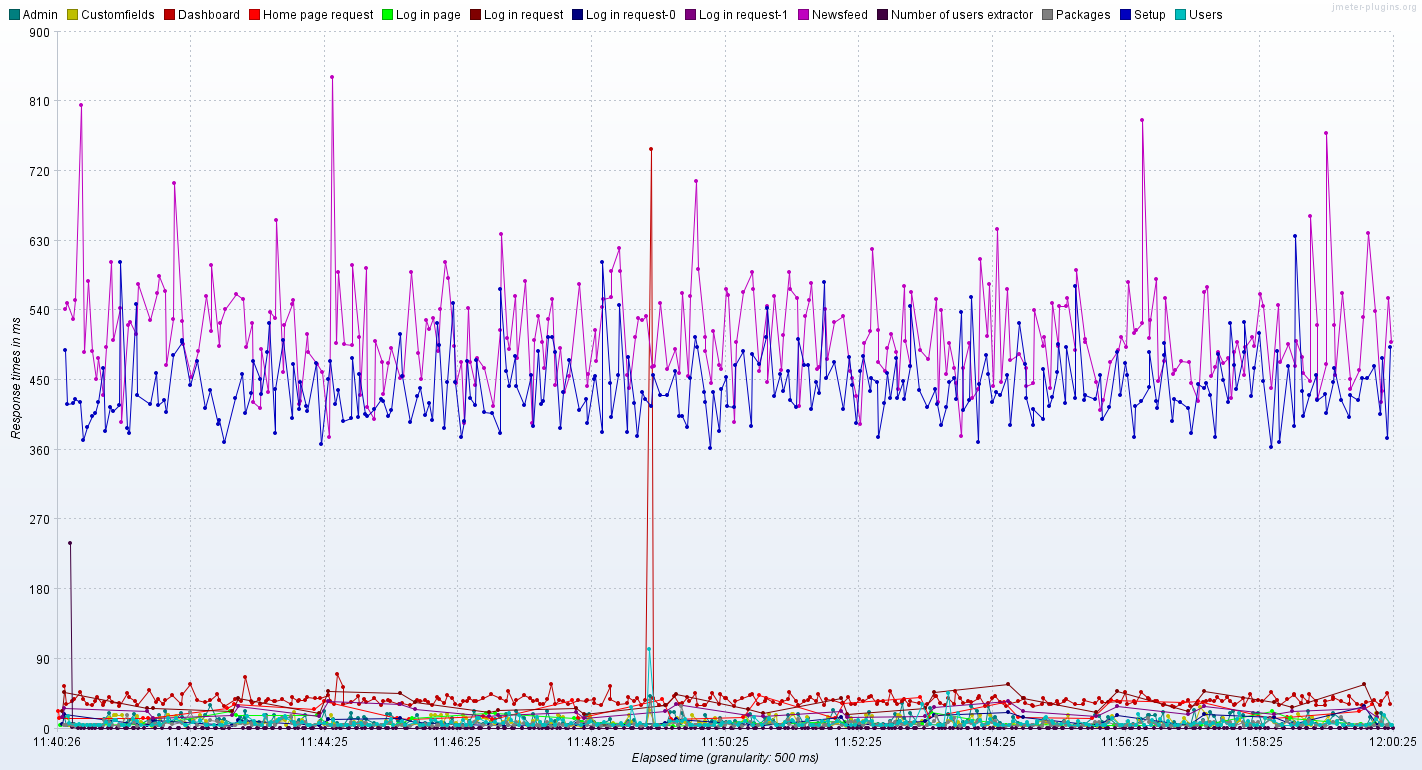 jmeter-plugins.org
Admin Customfields Dashboard Home page request Log in page Log in request Log in request-0 Log in request-1 Newsfeed Number of users extractor Packages Setup Users
900
810
720
630
540
450
360
270
180
90
0
Response times in ms
11:40:26 11:42:25 11:44:25 11:46:25 11:48:25 11:50:25 11:52:25 11:54:25 11:56:25 11:58:25 12:00:25
Elapsed time (granularity: 500 ms)